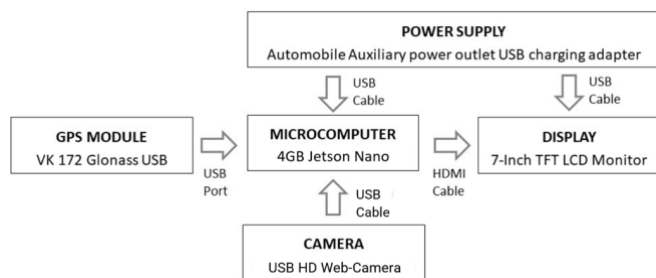 POWER SUPPLY
Automobile Auxiliary power outlet USB charging adapter
USB
Cable
USB
Cable
GPS MODULE
VK 172 Glonass USB
USB
Port
MICROCOMPUTER
4GB Jetson Nano
HDMI
Cable
DISPLAY
7-Inch TFT LCD Monitor
USB
Cable
CAMERA
USB HD Web-Camera